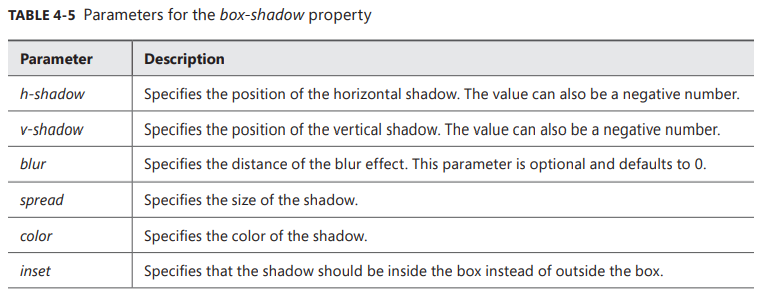 TABLE 4-5 Parameters for the box-shadow property
Parameter Description
h-shadow Specifies the position of the horizontal shadow. The value can also be a negative number.
v-shadow Specifies the position of the vertical shadow. The value can also be a negative number.
blur Specifies the distance of the blur effect. This parameter is optional and defaults to 0.
spread Specifies the size of the shadow.
color Specifies the color of the shadow.
inset Specifies that the shadow should be inside the box instead of outside the box.